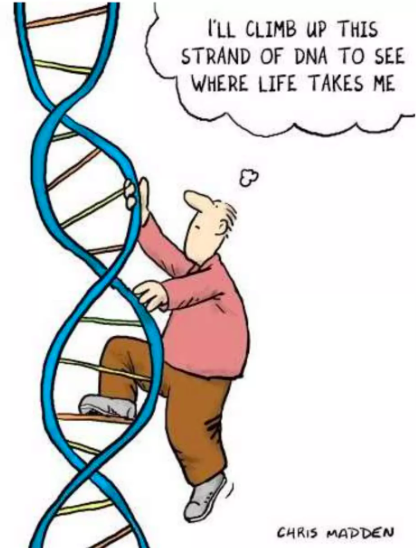 I'LL CLIMB UP THIS
STRAND OF DNA TO SEE
WHERE LIFE TAKES ME
CHRIS MADDEN